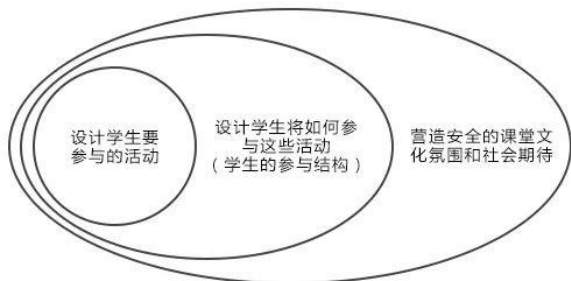 设计学生要
参与的活动
设计学生将如何参
与这些活动
（学生的参与结构）
营造安全的课堂文
化氛围和社会期待